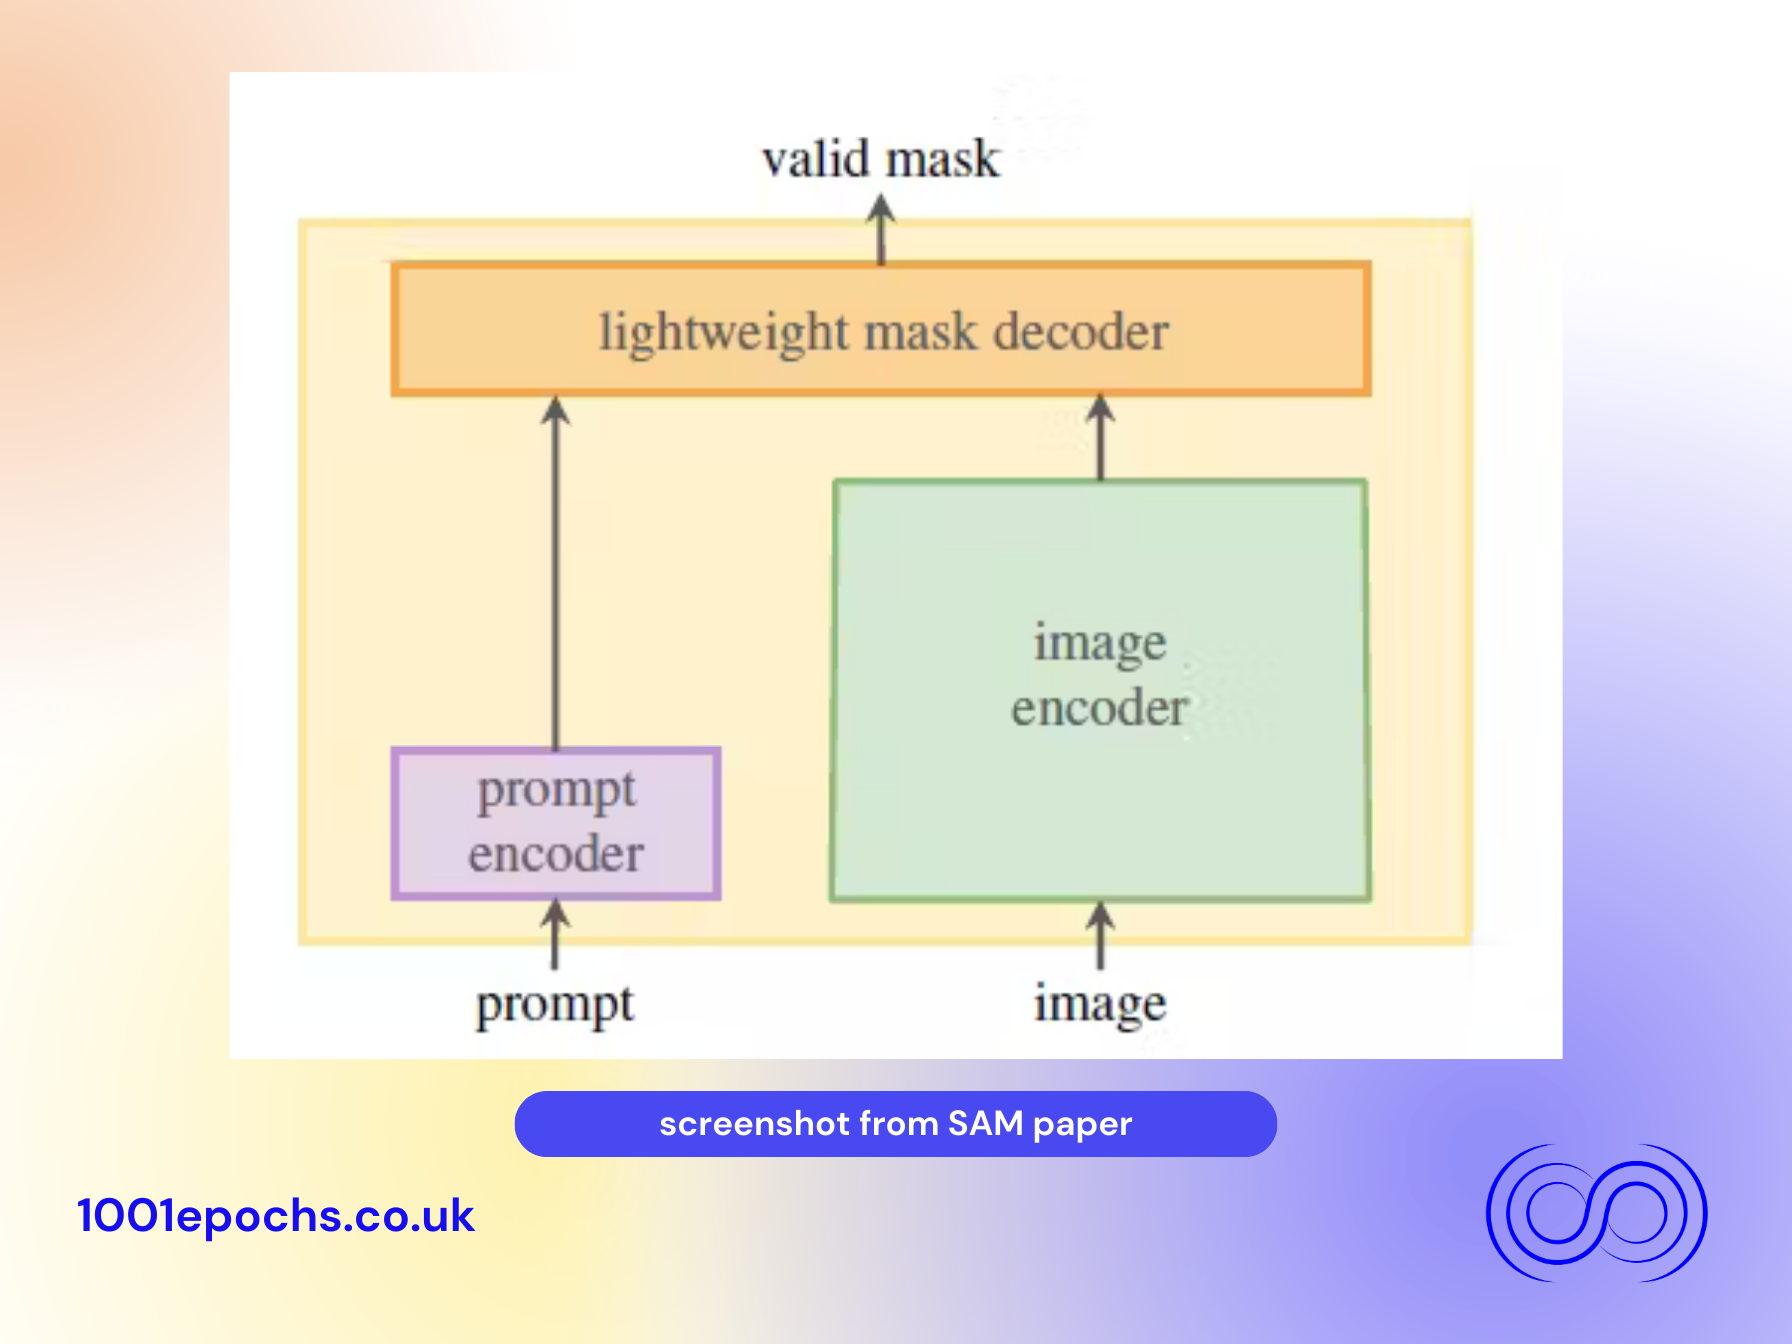 valid mask
lightweight mask decoder
image
encoder
prompt
encoder
prompt
image
screenshot from SAM paper
1001epochs.co.uk